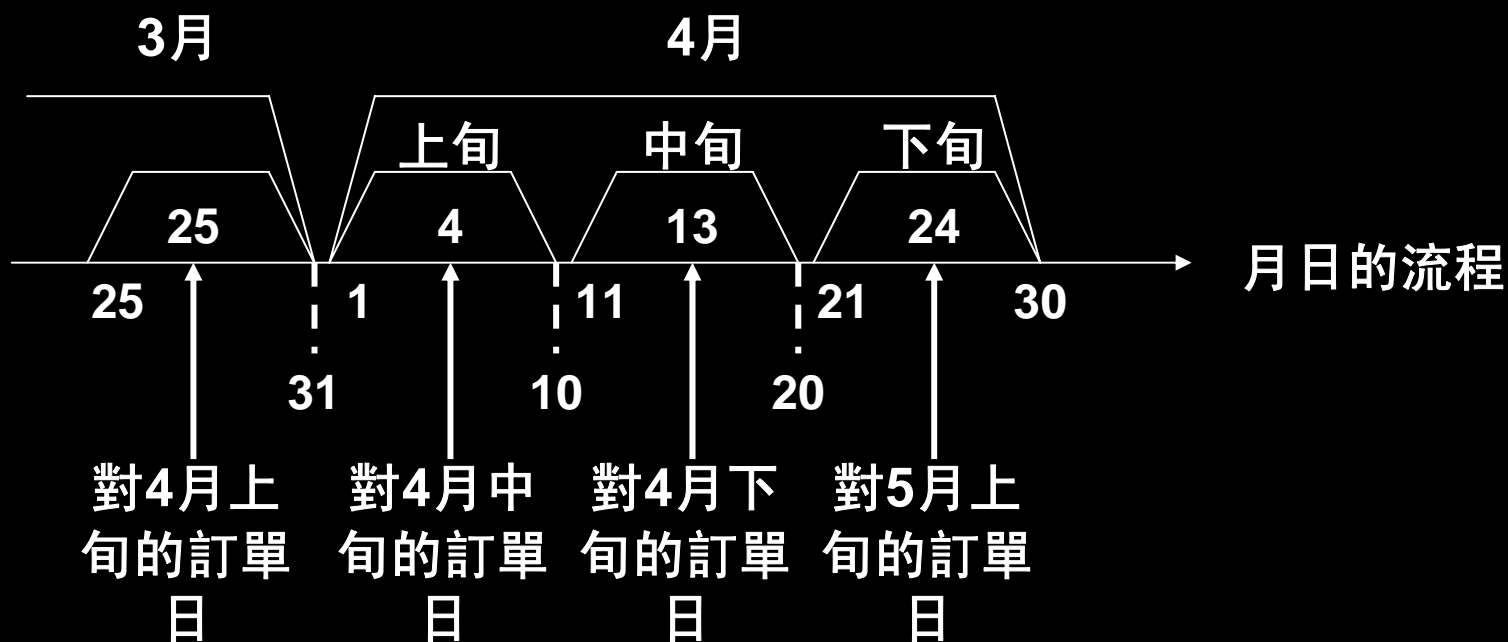 3月
4月
上旬
中旬
下旬
25
4
13
24
月日的流程
25
1
11
21
30
31
10
20
對4月上
旬的訂單
日
對4月中
旬的訂單
日
對4月下
旬的訂單
日
對5月上
旬的訂單
日